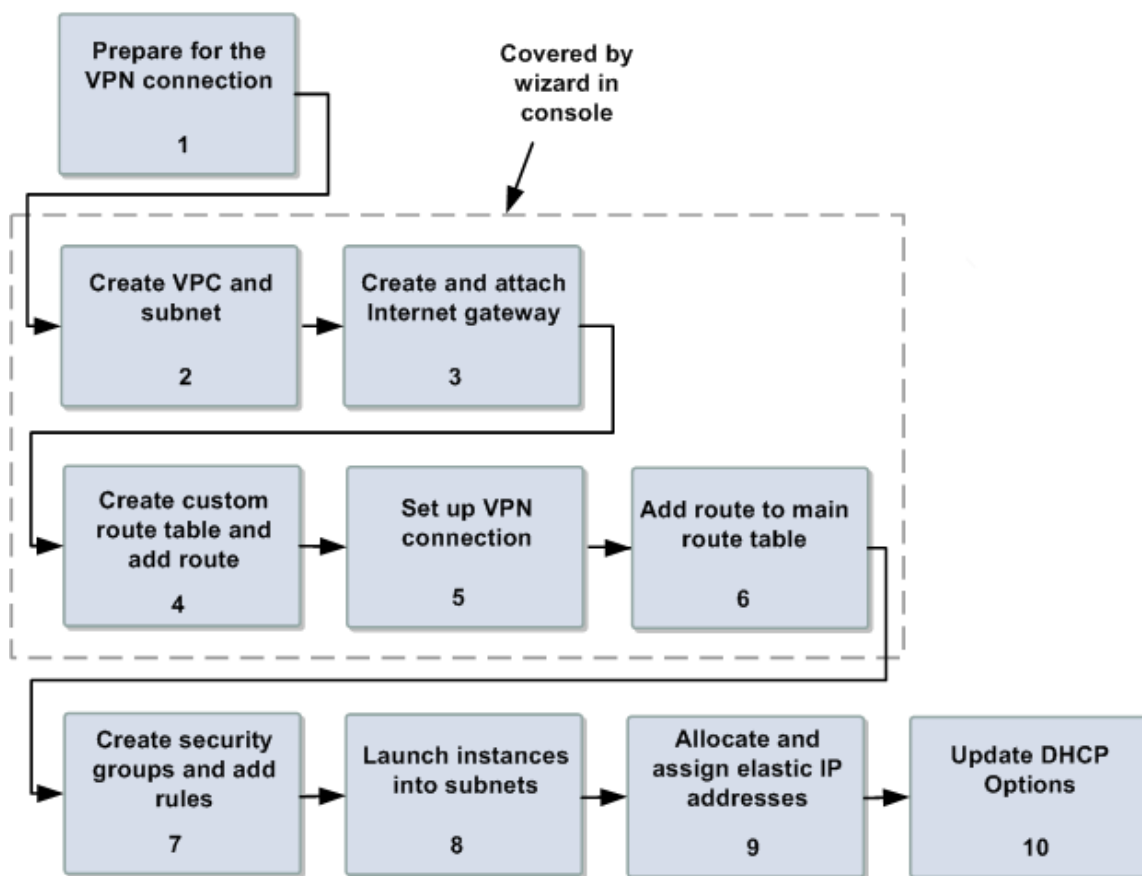 Prepare for the
VPN connection
1
Covered by
wizard in
console
Create VPC and
subnet
2
Create and attach
Internet gateway
3
Create custom
route table and
add route
4
Set up VPN
connection
5
Add route to main
route table
6
Create security
groups and add
rules
7
Launch instances
into subnets
8
Allocate and
assign elastic IP
addresses
9
Update DHCP
Options
10